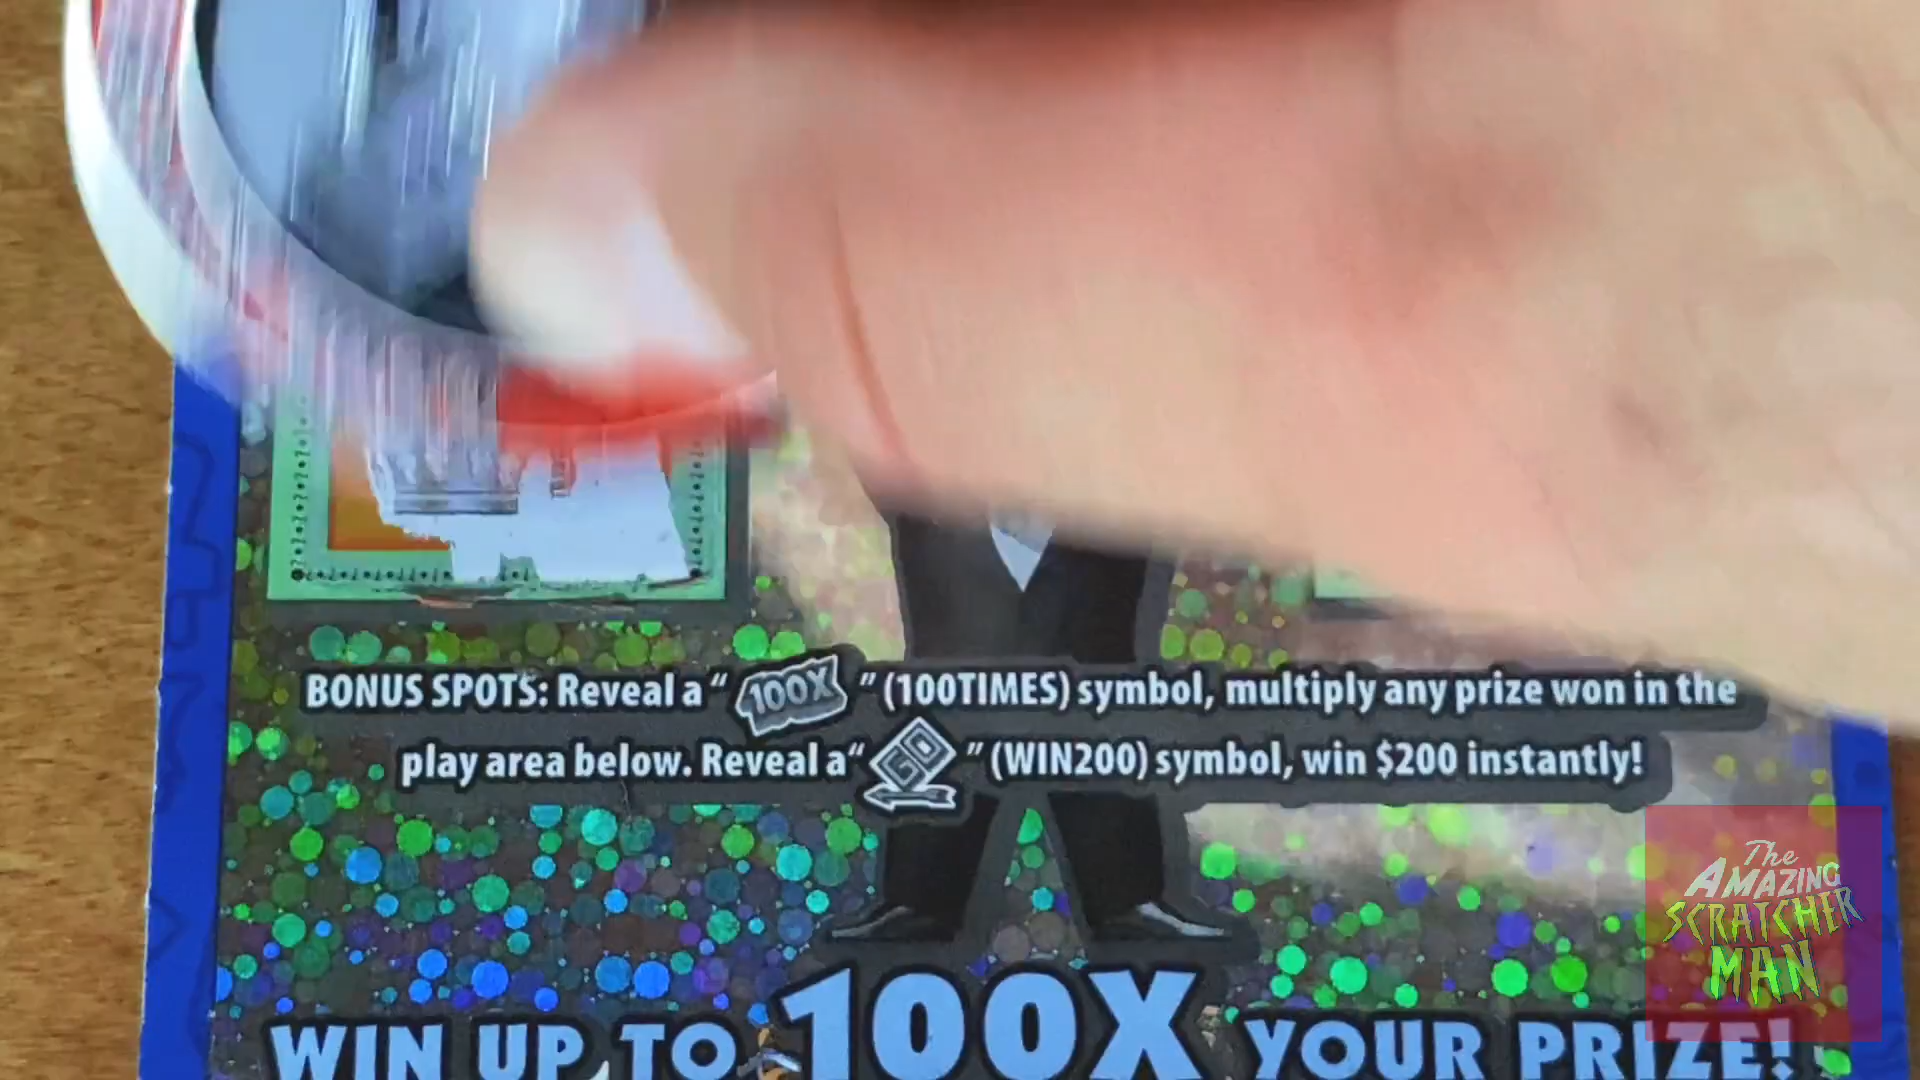 BONUS SPOTS: Reveal a “ 100X ” (100TIMES) symbol, multiply any prize won in the
play area below. Reveal a“ GO ” (WIN200) symbol, win $200 instantly!
WIN UP TO 100X YOUR PRIZE!
The
AMAZING
SCRATCHER
MAN